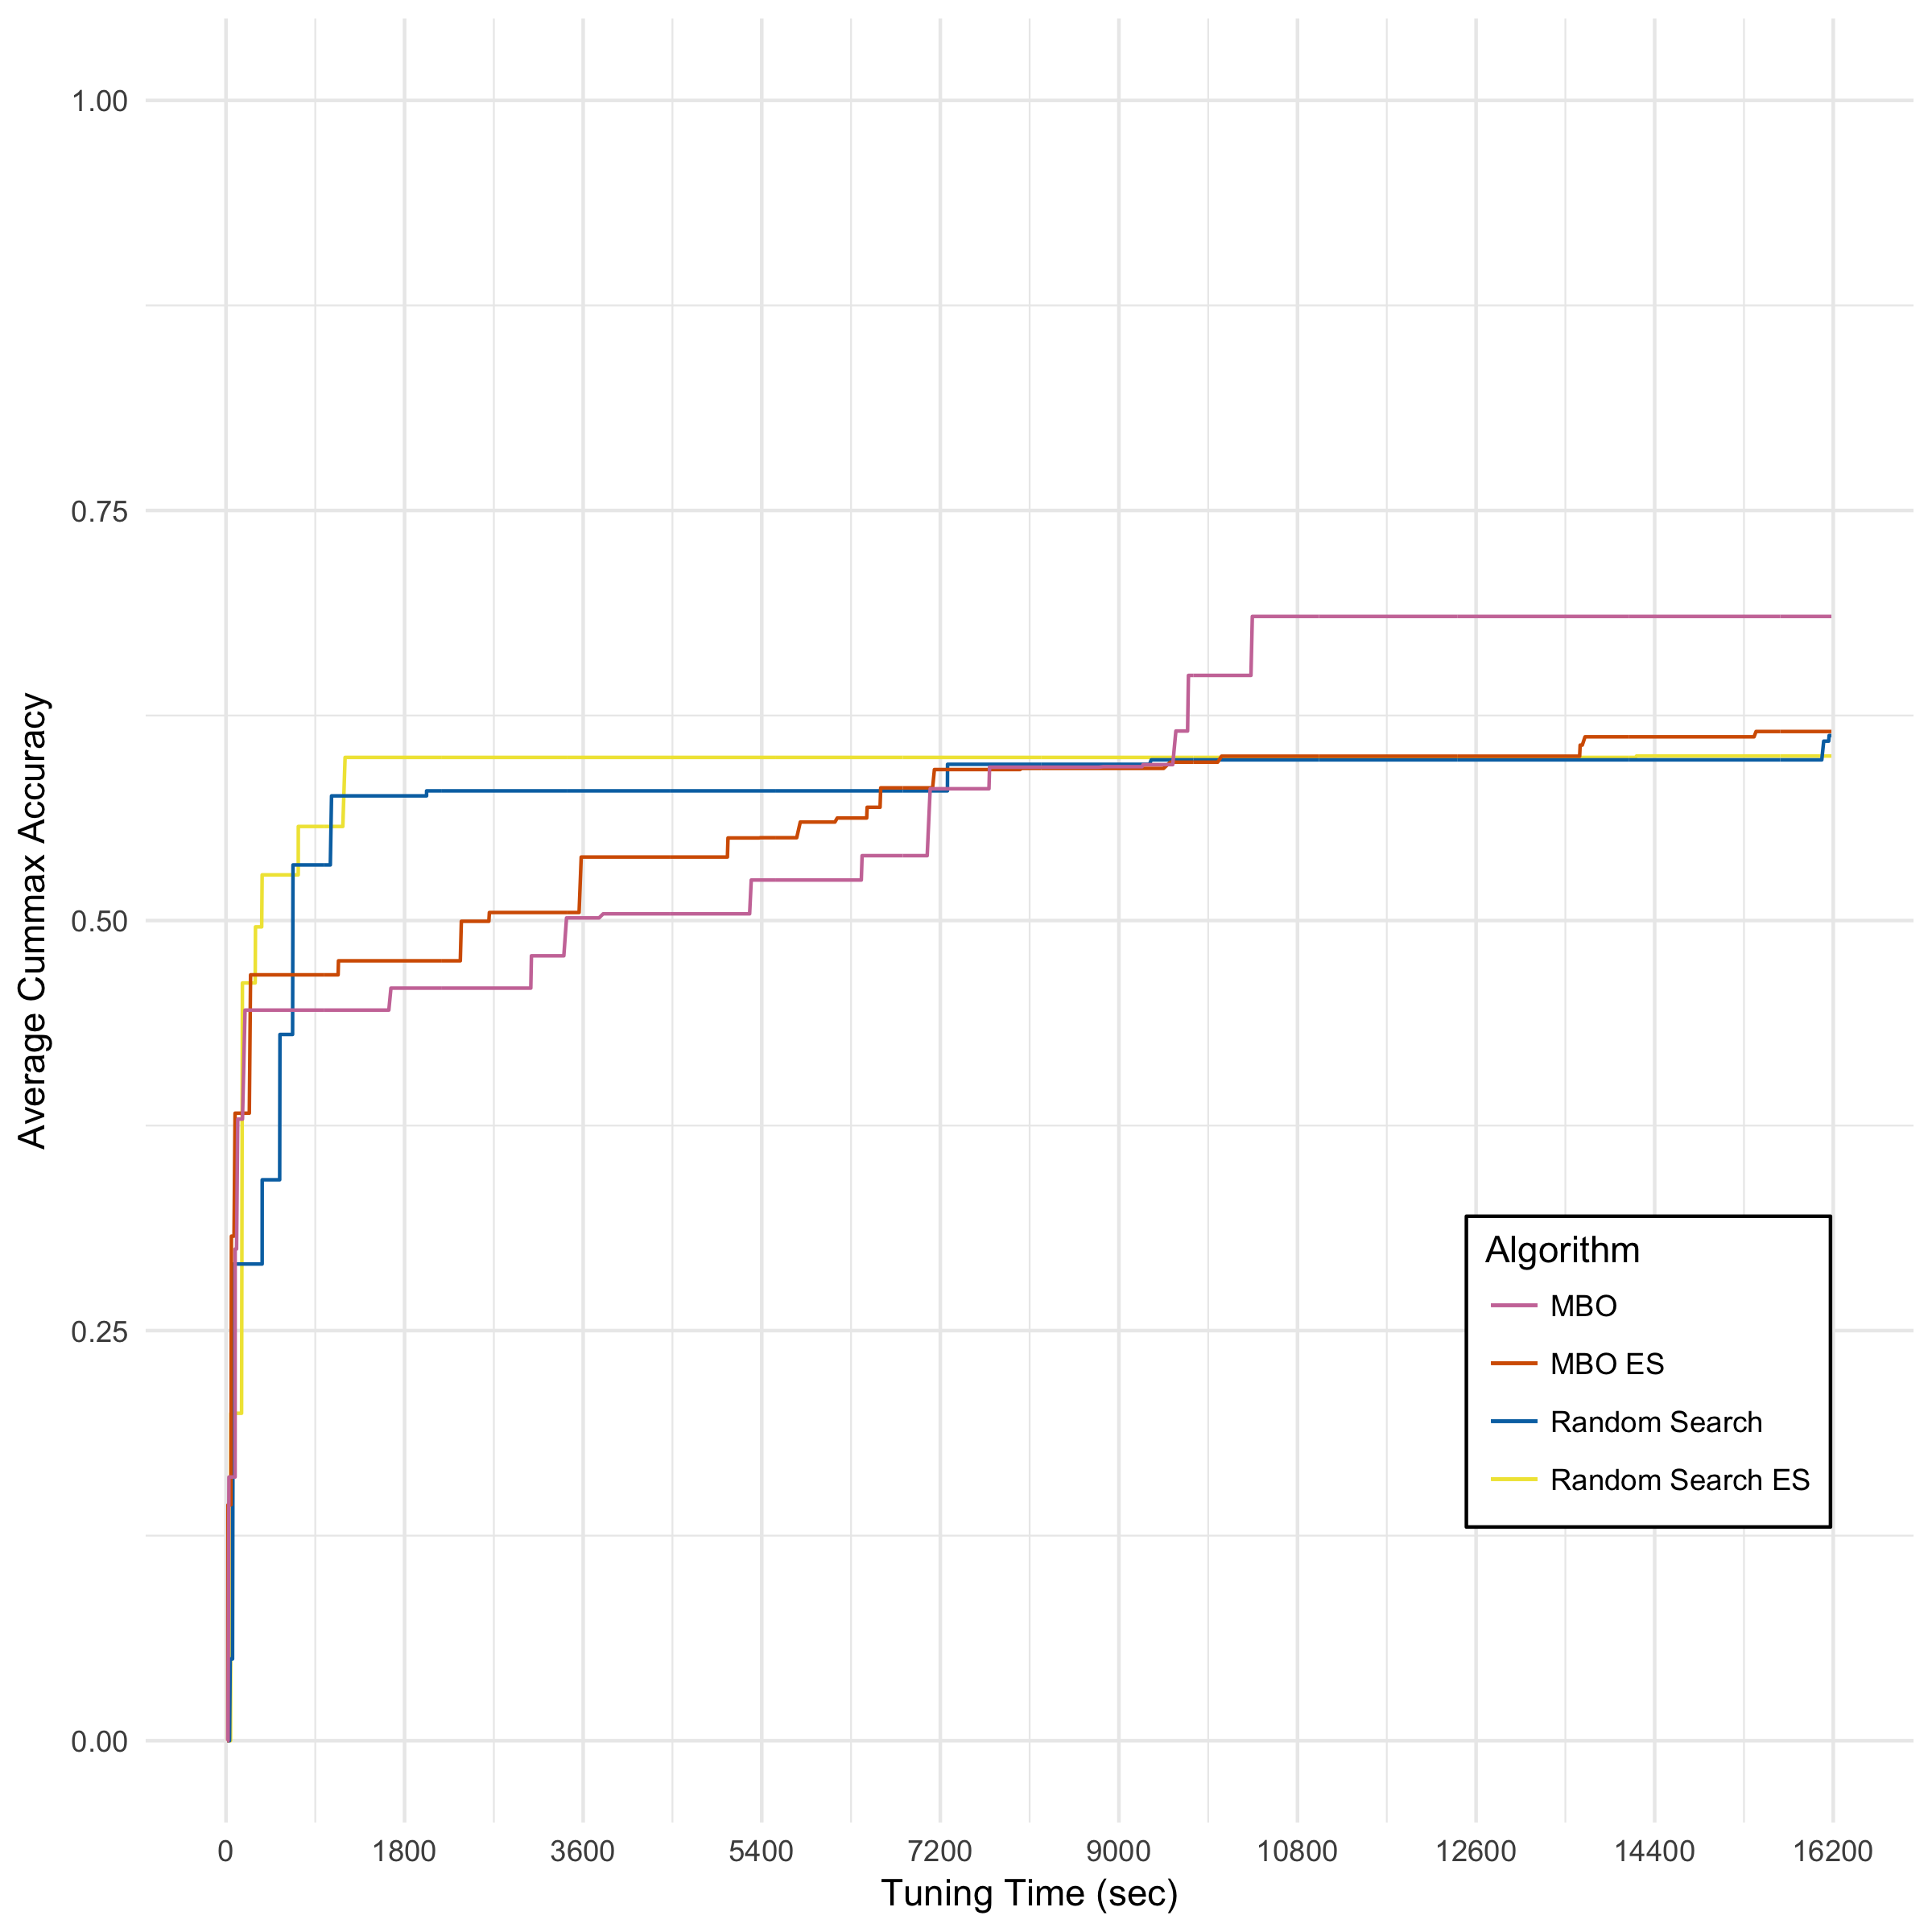 1.00
0.75
0.50
0.25
0.00
Average Cummax Accuracy
0 1800 3600 5400 7200 9000 10800 12600 14400 16200
Tuning Time (sec)
Algorithm
MBO
MBO ES
Random Search
Random Search ES